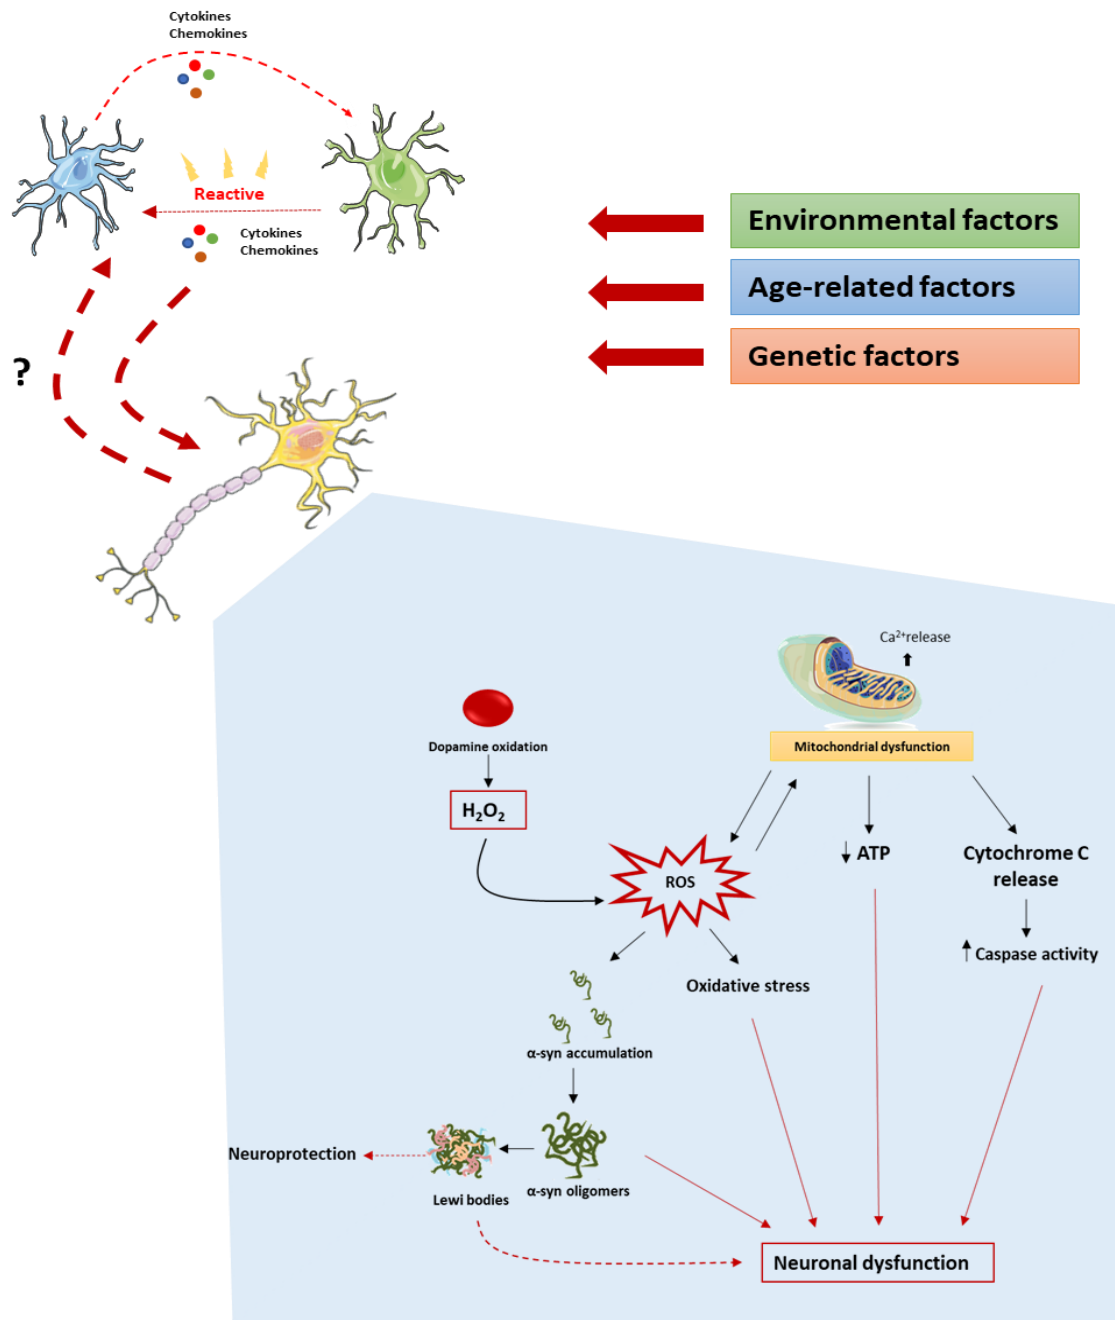 Cytokines
Chemokines
Reactive
Cytokines
Chemokines
Environmental factors
Age-related factors
Genetic factors
?
Ca²⁺release
Mitochondrial dysfunction
Dopamine oxidation
H₂O₂
ROS
ATP
Cytochrome C
release
Caspase activity
Oxidative stress
α-syn accumulation
Neuroprotection
Lewi bodies
α-syn oligomers
Neuronal dysfunction